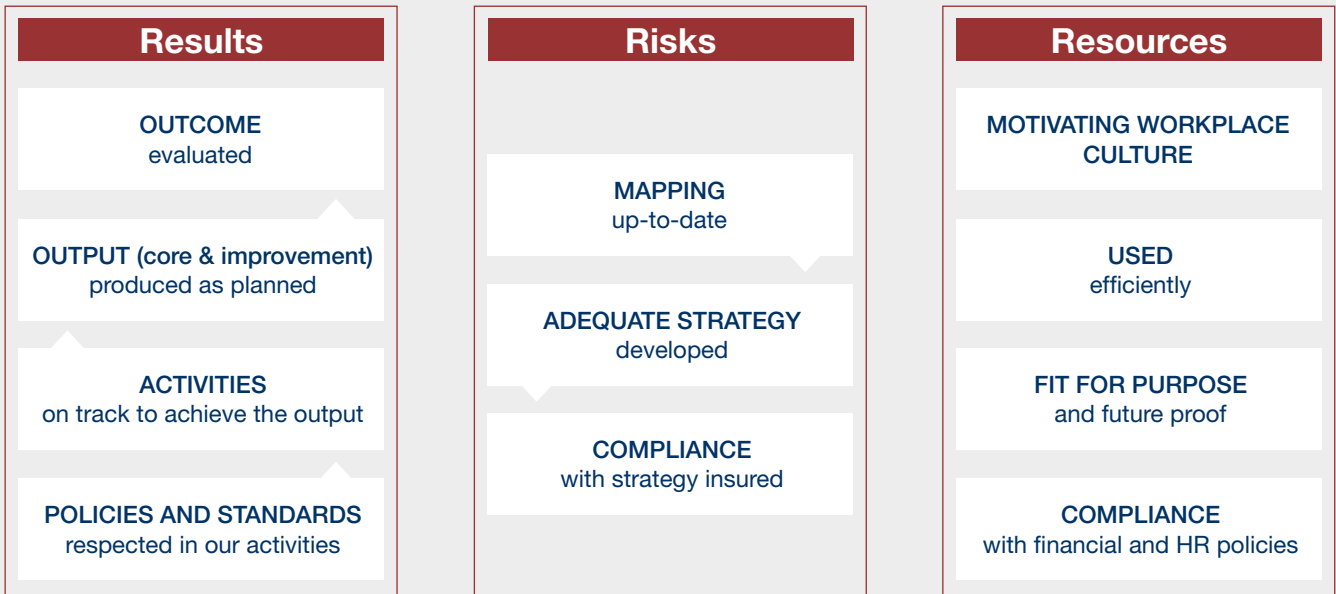 Results
OUTCOME
evaluated
OUTPUT (core & improvement)
produced as planned
ACTIVITIES
on track to achieve the output
POLICIES AND STANDARDS
respected in our activities
Risks
MAPPING
up-to-date
ADEQUATE STRATEGY
developed
COMPLIANCE
with strategy insured
Resources
MOTIVATING WORKPLACE
CULTURE
USED
efficiently
FIT FOR PURPOSE
and future proof
COMPLIANCE
with financial and HR policies